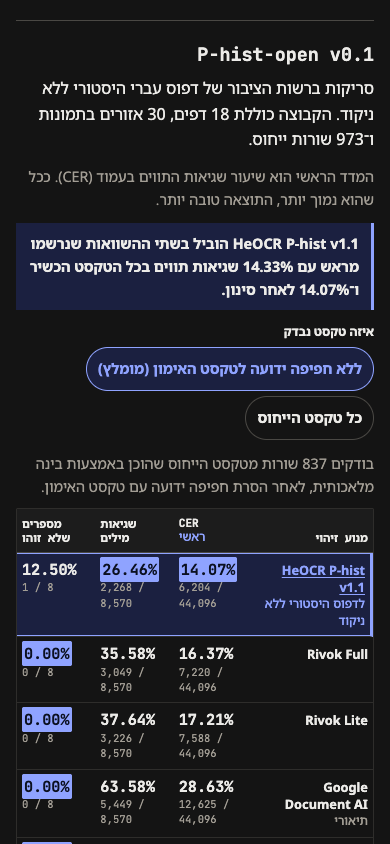 P-hist-open v0.1
סריקות ברשות הציבור של דפוס עברי היסטורי ללא
ניקוד. הקבוצה כוללת 18 דפים, 30 אזורים בתמונות
ו־973 שורות ייחוס.
המדד הראשי הוא שיעור שגיאות התווים בעמוד (CER). ככל
שהוא נמוך יותר, התוצאה טובה יותר.
HeOCR P-hist v1.1 הוביל בשתי ההשוואות שנרשמו
מראש עם 14.33% שגיאות תווים בכל הטקסט הכשיר
ו־14.07% לאחר סינון.
איזה טקסט נבדק
ללא חפיפה ידועה לטקסט האימון (מומלץ)
כל טקסט הייחוס
בודקים 837 שורות מטקסט הייחוס שהוכן באמצעות בינה
מלאכותית, לאחר הסרת חפיפה ידועה עם טקסט האימון.
מנוע זיהוי CER שגיאות מספרים
ראשי מילים שלא זוהו
HeOCR P-hist 14.07% 26.46% 12.50%
v1.1 6,204 / 2,268 / 1 / 8
לדפוס היסטורי ללא 44,096 8,570
ניקוד
Rivok Full 16.37% 35.58% 0.00%
7,220 / 3,049 / 0 / 8
44,096 8,570
Rivok Lite 17.21% 37.64% 0.00%
7,588 / 3,226 / 0 / 8
44,096 8,570
Google 28.63% 63.58% 0.00%
Document AI 12,625 / 5,449 / 0 / 8
תיאורי 44,096 8,570